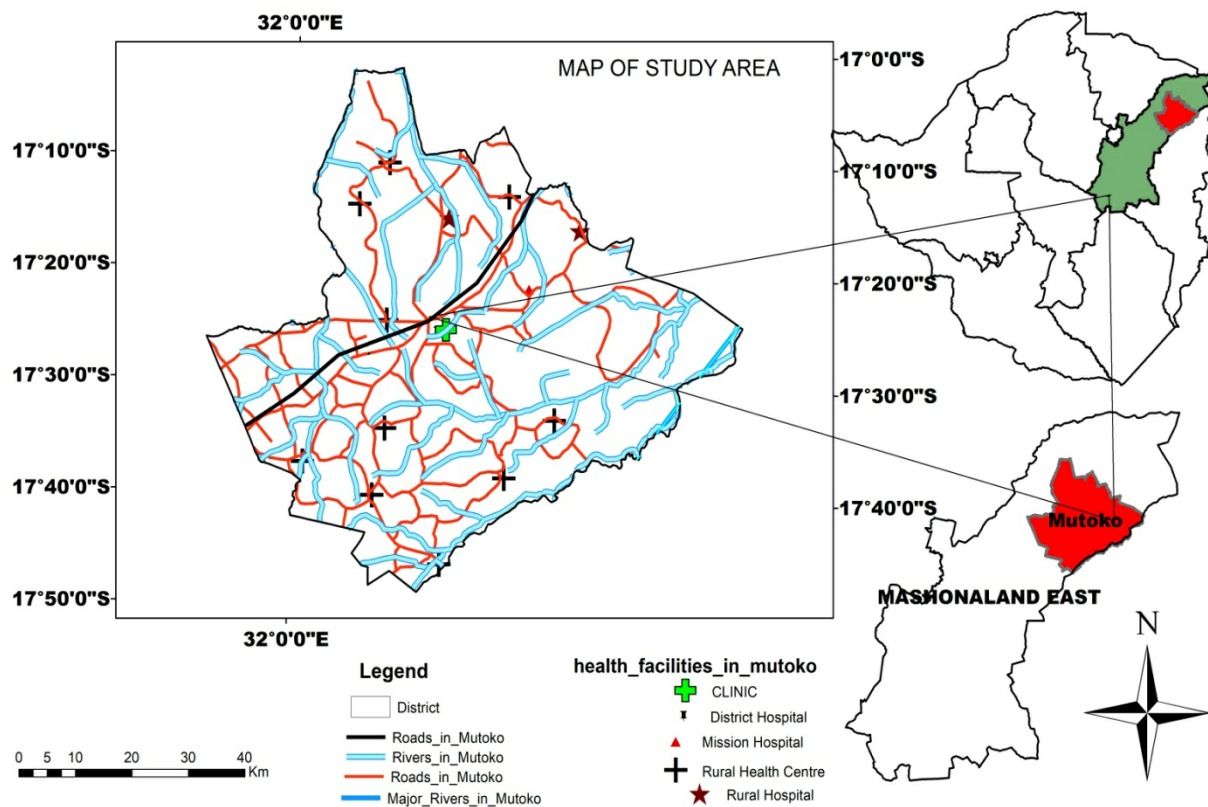 32°0'0"E
MAP OF STUDY AREA
17°0'0"S
17°10'0"S
17°10'0"S
17°20'0"S
17°20'0"S
17°30'0"S
17°30'0"S
17°40'0"S
17°40'0"S
17°50'0"S
32°0'0"E
Mutoko
MASHONALAND EAST
N
Legend
District
Roads_in_Mutoko
Rivers_in_Mutoko
Roads_in_Mutoko
Major_Rivers_in_Mutoko
health_facilities_in_mutoko
CLINIC
District Hospital
Mission Hospital
Rural Health Centre
Rural Hospital
0 5 10 20 30 40
Km